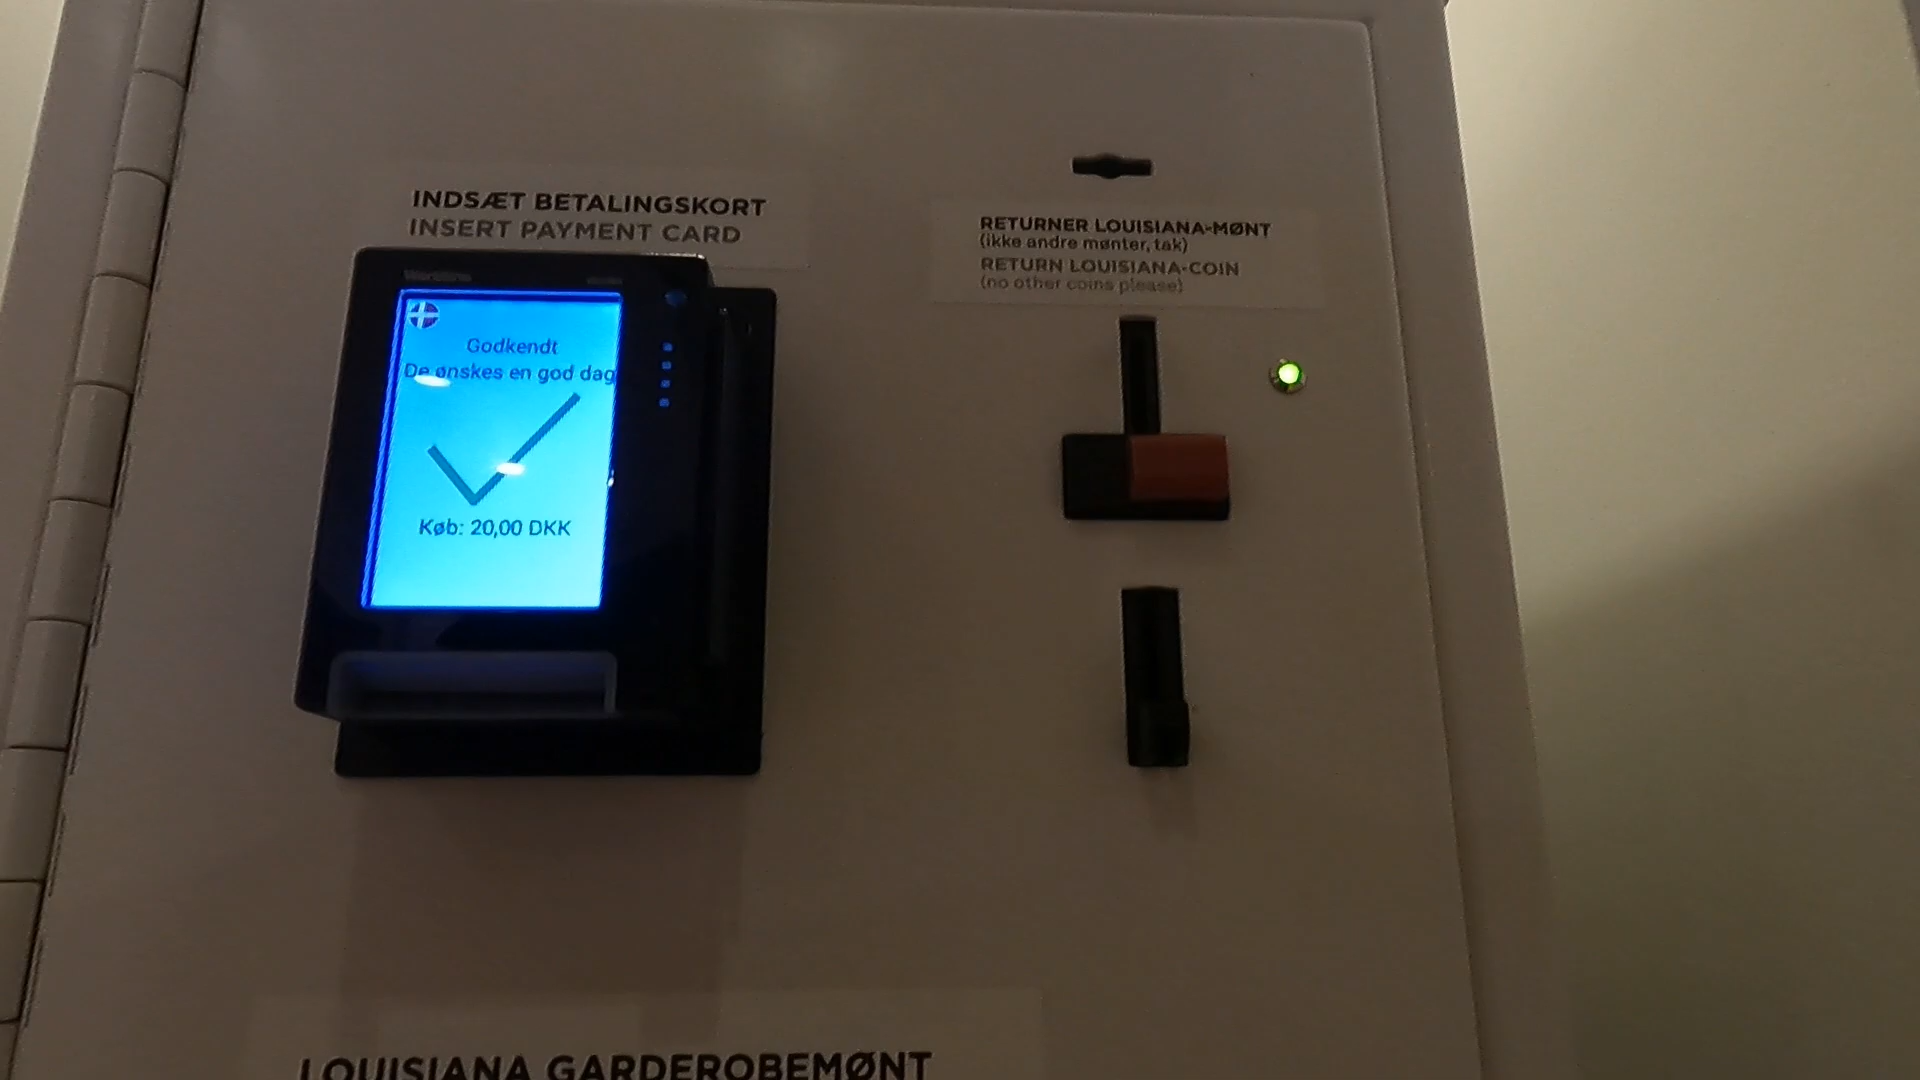 INDSÆT BETALINGSKORT
INSERT PAYMENT CARD
Worldline
Godkendt
De ønskes en god dag
Køb: 20,00 DKK
RETURNER LOUISIANA-MØNT
(ikke andre mønter, tak)
RETURN LOUISIANA-COIN
(no other coins please)
LOUISIANA GARDEROBEMØNT